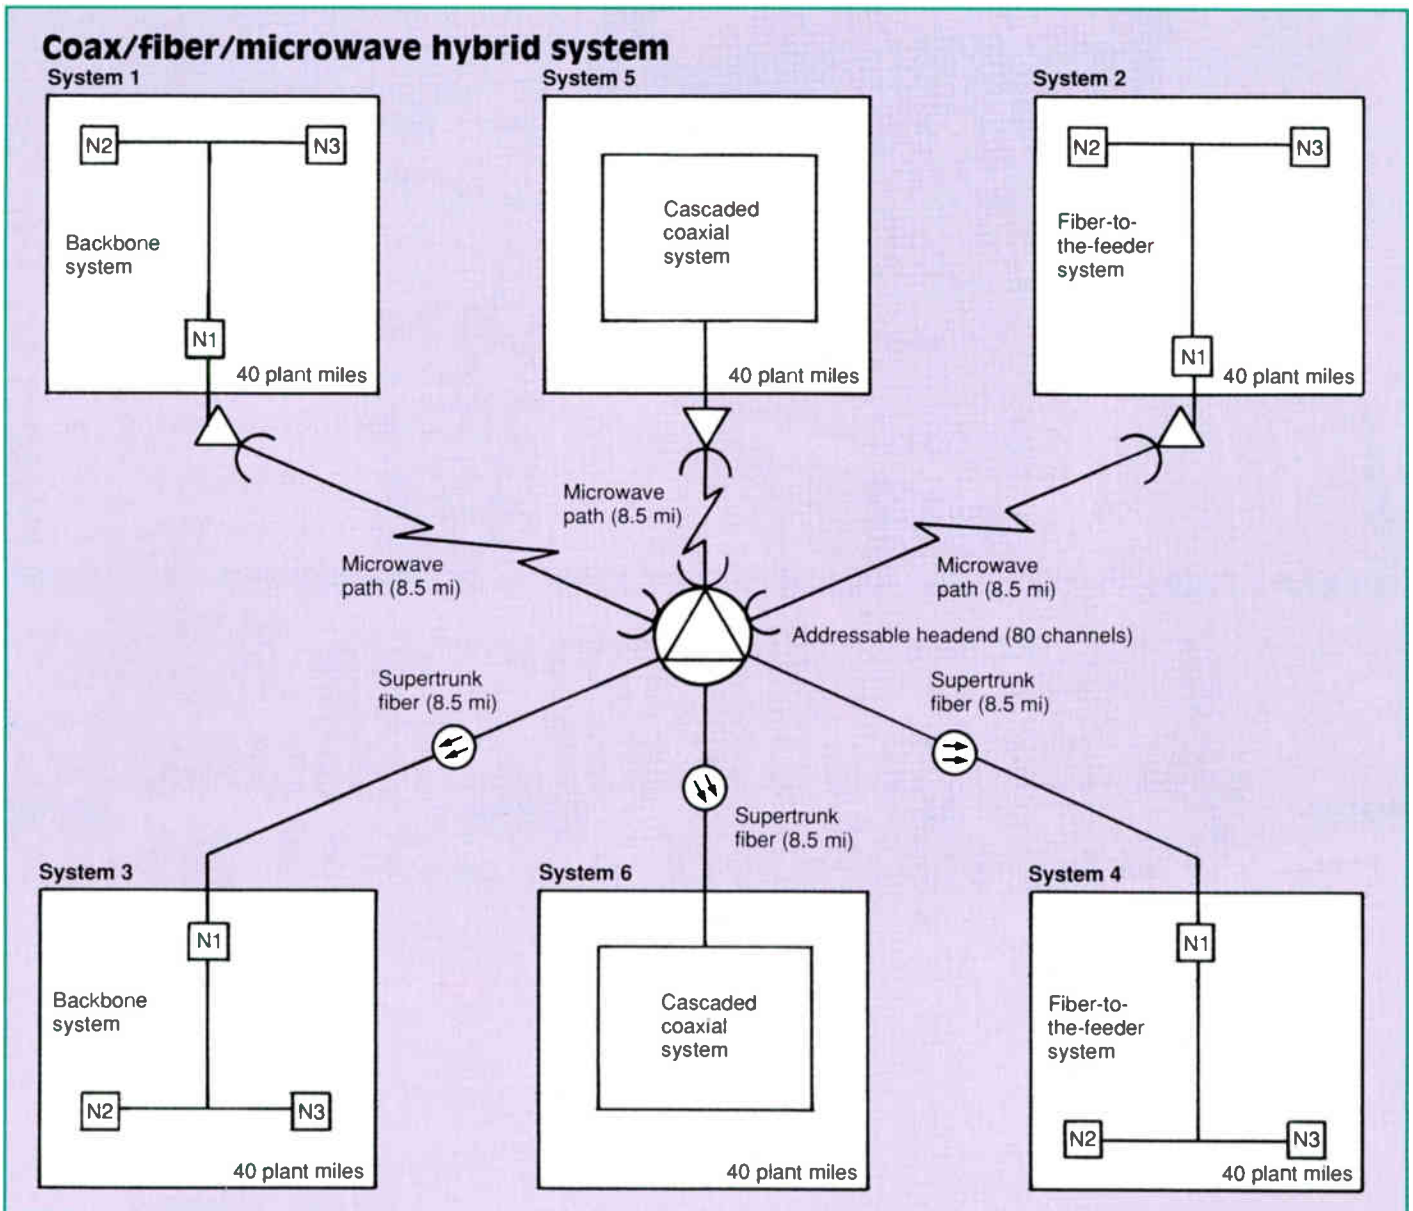 Coax/fiber/microwave hybrid system
System 1
N2
N3
Backbone
system
N1
40 plant miles
System 5
Cascaded
coaxial
system
40 plant miles
System 2
N2
N3
Fiber-to-
the-feeder
system
N1
40 plant miles
Microwave
path (8.5 mi)
Microwave
path (8.5 mi)
Microwave
path (8.5 mi)
Addressable headend (80 channels)
Supertrunk
fiber (8.5 mi)
Supertrunk
fiber (8.5 mi)
Supertrunk
fiber (8.5 mi)
System 3
N1
Backbone
system
N2
N3
40 plant miles
System 6
Cascaded
coaxial
system
40 plant miles
System 4
N1
Fiber-to-
the-feeder
system
N2
N3
40 plant miles